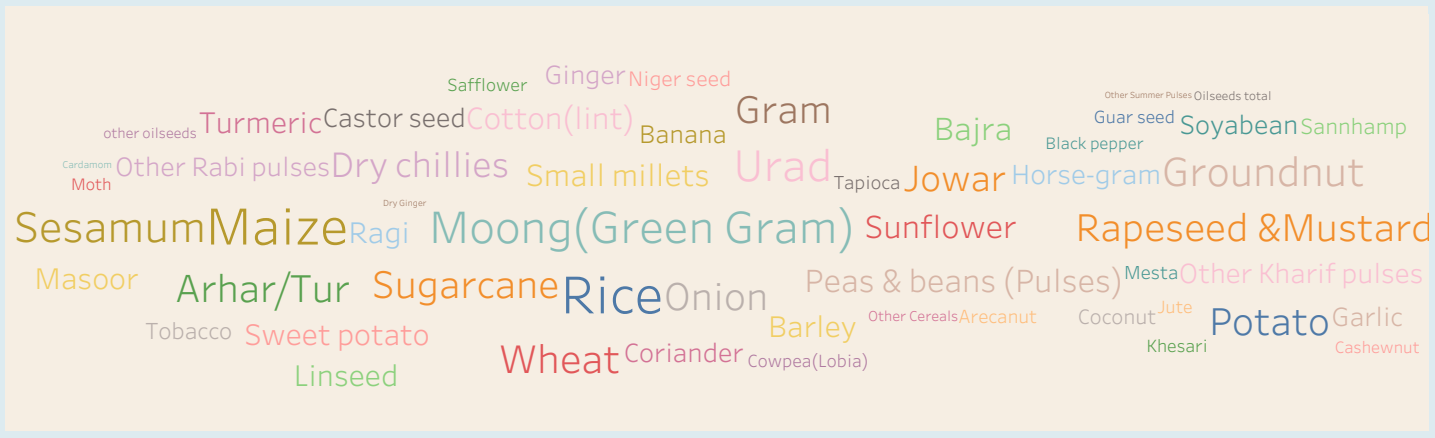 Ginger Niger seed
Safflower
Other Summer Pulses Oilseeds total
Gram
Turmeric Castor seed Cotton(lint)
Guar seed Soyabean Sannhamp
other oilseeds
Banana
Bajra
Black pepper
Cardamom Other Rabi pulses Dry chillies
Urad
Small millets
Moth
Tapioca Jowar Horse-gram Groundnut
Dry Ginger
Sesamum Maize Ragi Moong(Green Gram) Sunflower Rapeseed &Mustard
Masoor
Peas & beans (Pulses) Mesta Other Kharif pulses
Arhar/Tur Sugarcane Rice Onion
Other Cereals Arecanut Coconut Jute
Potato Garlic
Tobacco Sweet potato
Barley
Khesari Cashewnut
Wheat Coriander Cowpea(Lobia)
Linseed